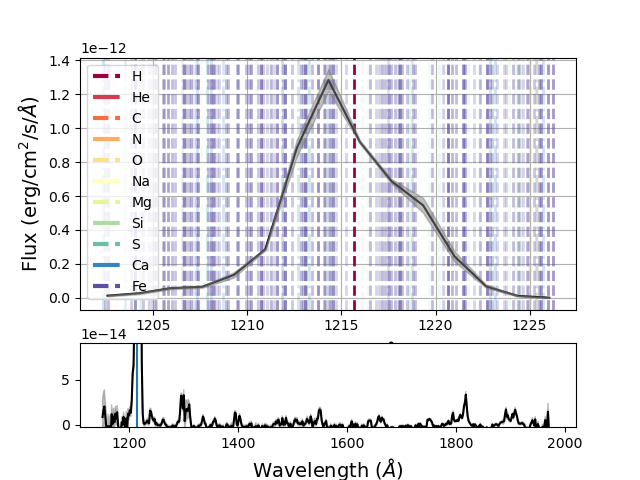 1e−12
1.4
1.2
1.0
0.8
0.6
0.4
0.2
0.0
Flux (erg/cm²/s/Å)
H
He
C
N
O
Na
Mg
Si
S
Ca
Fe
1205 1210 1215 1220 1225
1e−14
5
0
1200 1400 1600 1800 2000
Wavelength (Å)